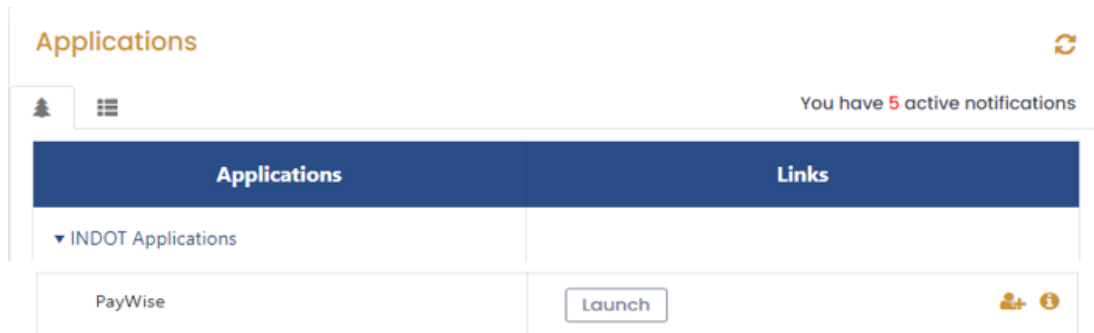 Applications
You have 5 active notifications
Applications Links
INDOT Applications
PayWise Launch